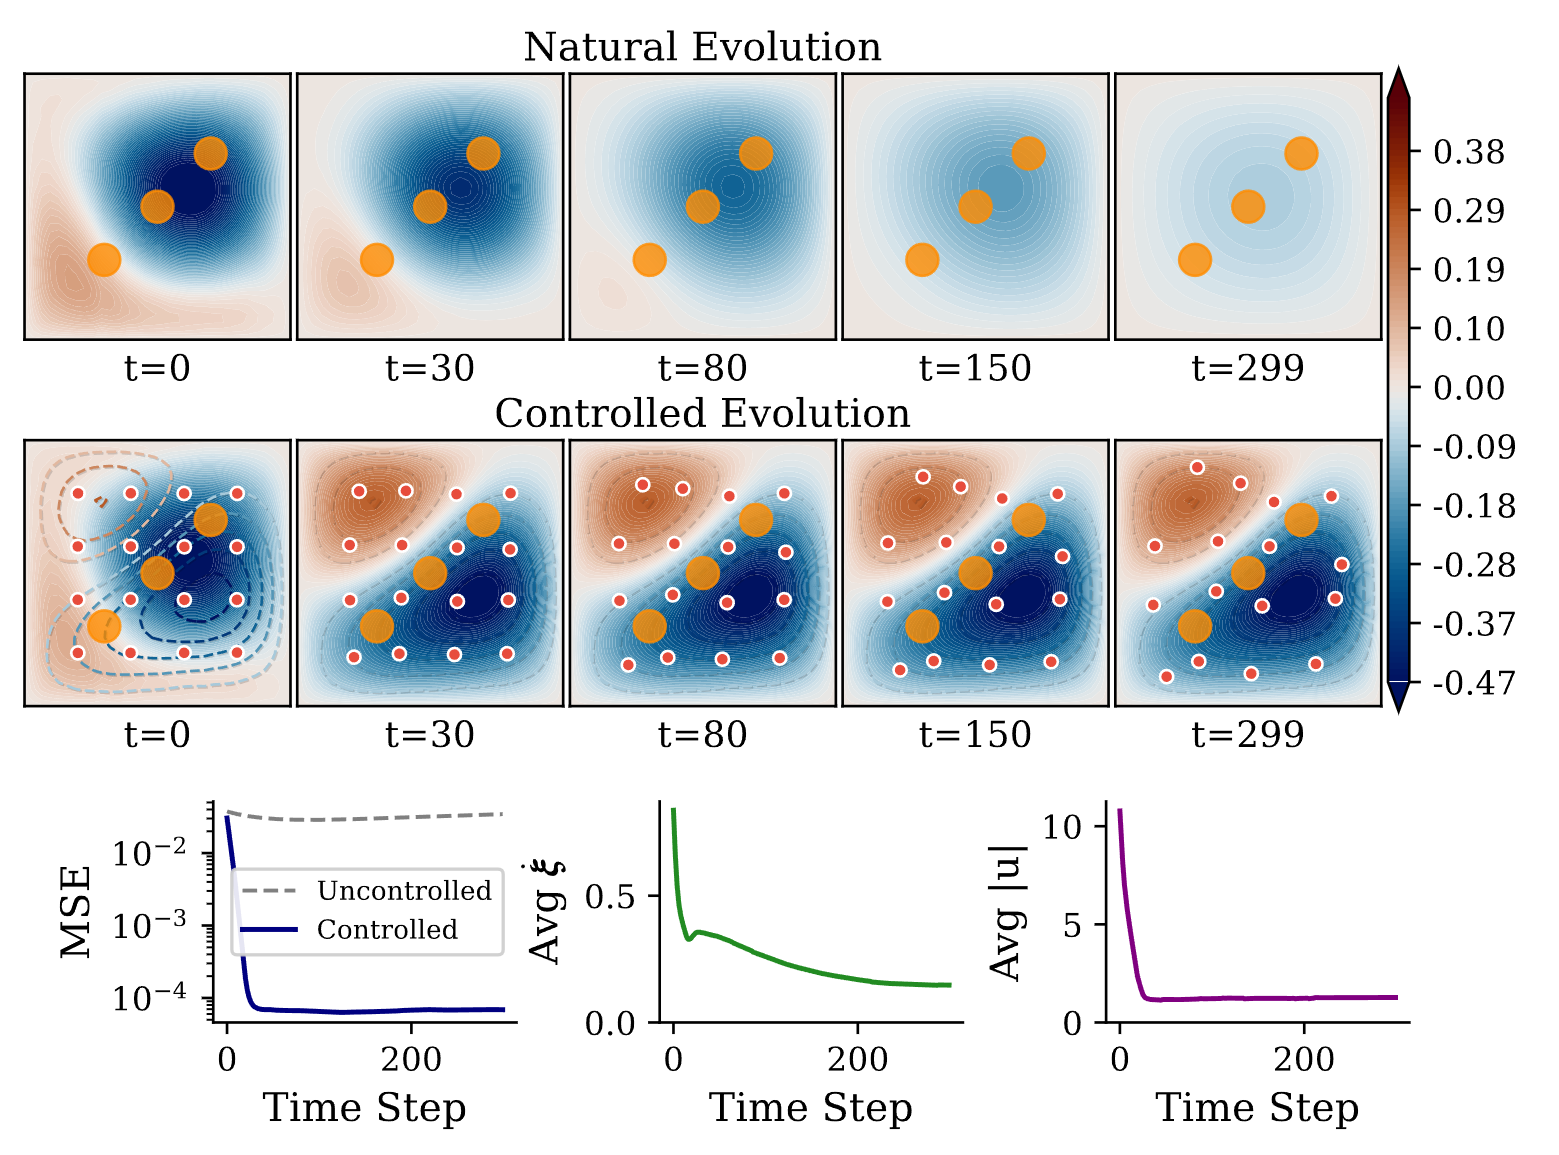 Natural Evolution
t=0 t=30 t=80 t=150 t=299
0.38
0.29
0.19
0.10
0.00
-0.09
-0.18
-0.28
-0.37
-0.47
Controlled Evolution
t=0 t=30 t=80 t=150 t=299
MSE
10⁻²
10⁻³
10⁻⁴
Uncontrolled
Controlled
0 200
Time Step
Avg ξ̇
0.5
0.0
0 200
Time Step
Avg |u|
10
5
0
0 200
Time Step